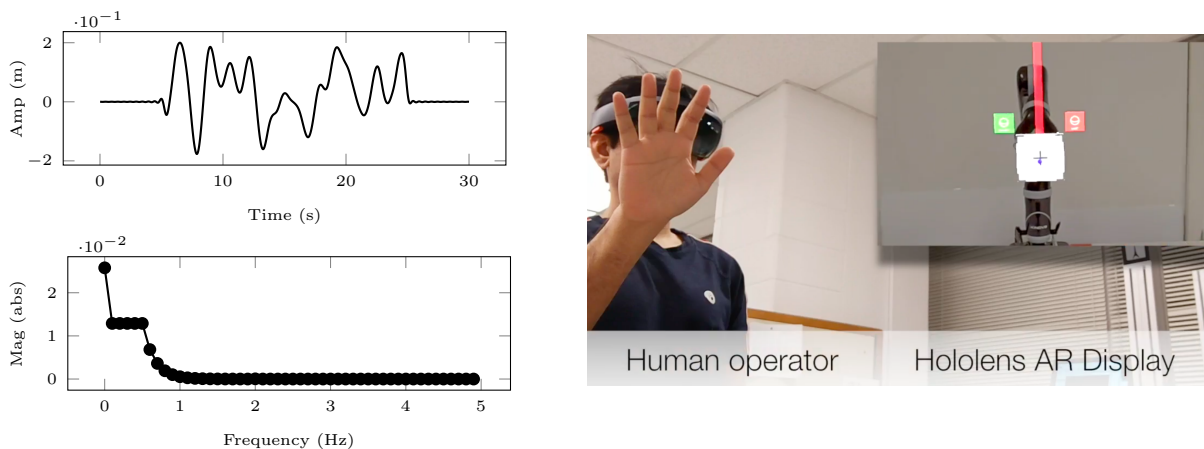 ·10−1
2
0
−2
Amp (m)
0 10 20 30
Time (s)
·10−2
2
1
0
Mag (abs)
0 1 2 3 4 5
Frequency (Hz)
Human operator
Hololens AR Display